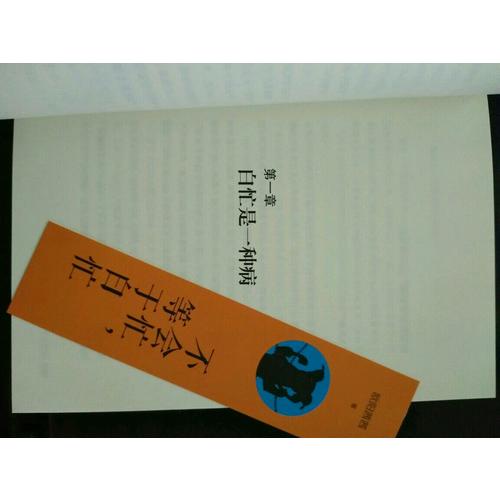 第一章
白忙是一种病
不会忙，
等于白忙